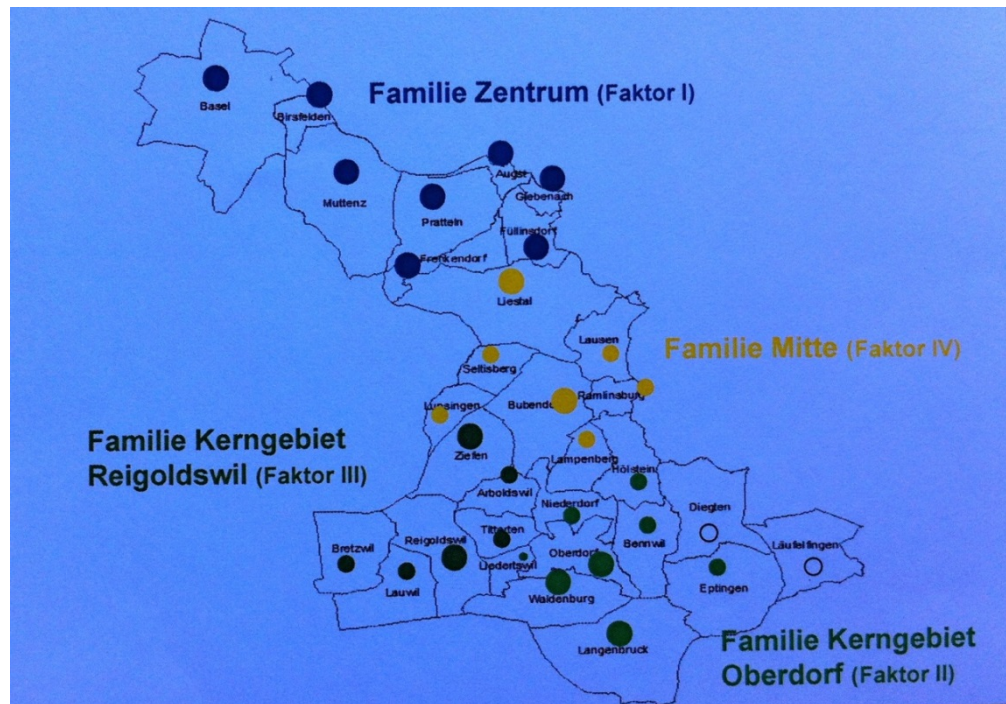 Familie Zentrum (Faktor I)
Basel
Birsfelden
Muttenz
Pratteln
Augst
Giebenach
Füllinsdorf
Frenkendorf
Liestal
Lausen
Familie Mitte (Faktor IV)
Seltisberg
Ramlinsburg
Bubendorf
Lupsingen
Familie Kerngebiet
Reigoldswil (Faktor III)
Ziefen
Lampenberg
Hölstein
Arboldswil
Niederdorf
Diegten
Titterten
Reigoldswil
Bretzwil
Liedertswil
Oberdorf
Bennwil
Läufelfingen
Lauwil
Waldenburg
Eptingen
Langenbruck
Familie Kerngebiet
Oberdorf (Faktor II)